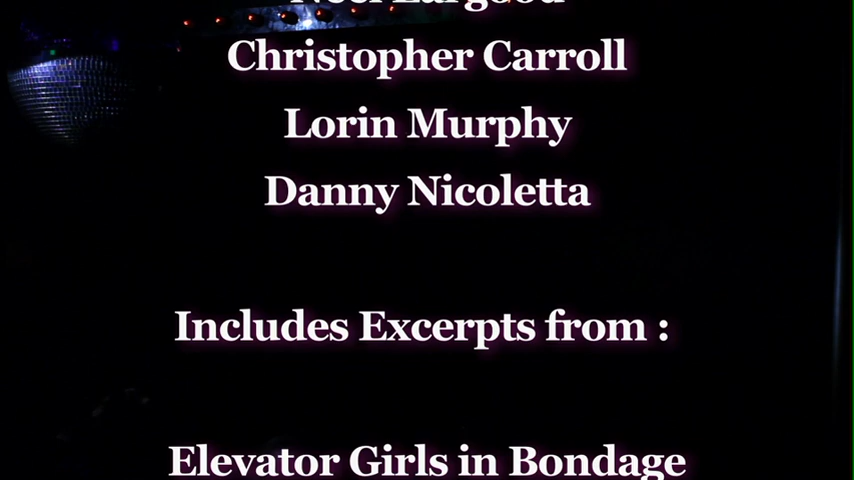 Christopher Carroll
Lorin Murphy
Danny Nicoletta
Includes Excerpts from :
Elevator Girls in Bondage